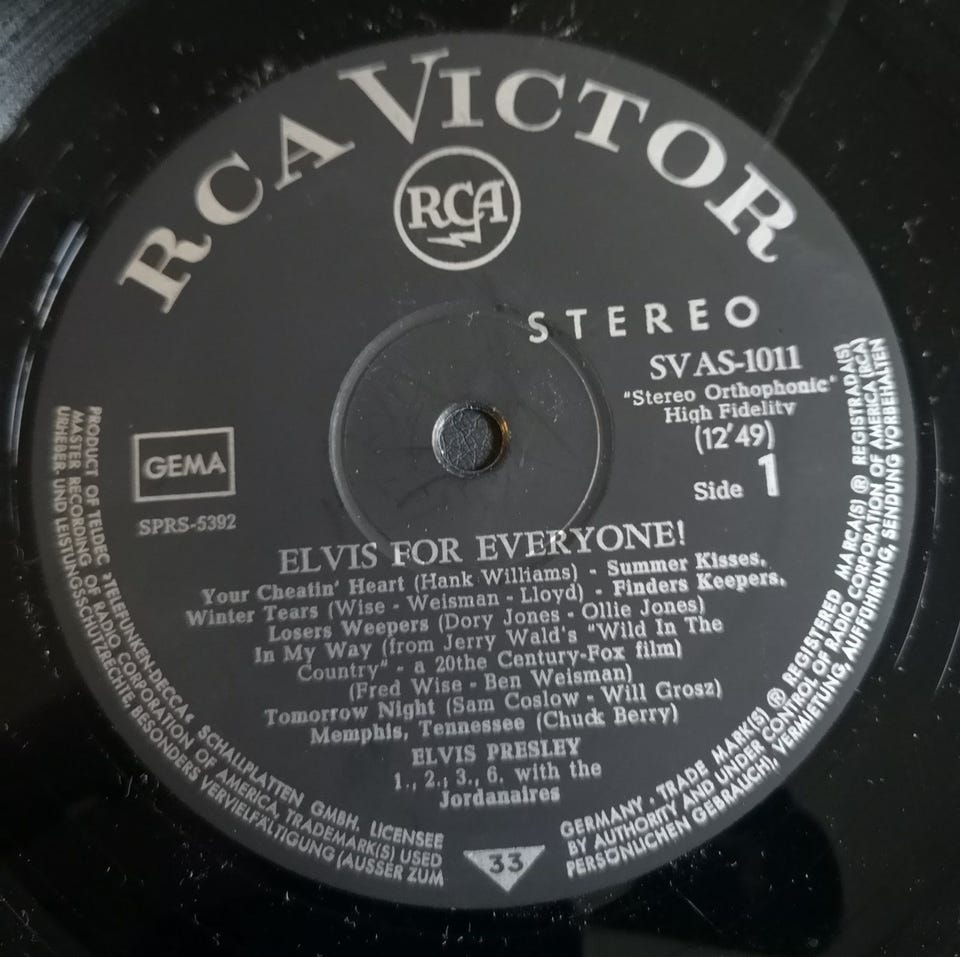 RCA VICTOR
RCA
STEREO
SVAS-1011
"Stereo Orthophonic"
High Fidelity
(12'49)
Side 1
GEMA
SPRS-5392
ELVIS FOR EVERYONE!
Your Cheatin' Heart (Hank Williams) - Summer Kisses,
Winter Tears (Wise - Weisman - Lloyd) - Finders Keepers,
Losers Weepers (Dory Jones - Ollie Jones)
In My Way (from Jerry Wald's "Wild In The
Country" - a 20the Century-Fox film)
(Fred Wise - Ben Weisman)
Tomorrow Night (Sam Coslow - Will Grosz)
Memphis, Tennessee (Chuck Berry)
ELVIS PRESLEY
1., 2., 3., 6. with the
Jordanaires
33
PRODUCT OF TELDEC »TELEFUNKEN-DECCA« SCHALLPLATTEN GMBH. LICENSEE
MASTER RECORDING OF RADIO CORPORATION OF AMERICA, TRADEMARK(S) USED
URHEBER- UND LEISTUNGSSCHUTZRECHTE, BESONDERS VERVIELFÄLTIGUNG (AUSSER ZUM
GERMANY · TRADE MARK(S) ® REGISTERED MARCA(S) ® REGISTRADA(S)
BY AUTHORITY AND UNDER CONTROL OF RADIO CORPORATION OF AMERICA (RCA)
PERSÖNLICHEN GEBRAUCH), VERMIETUNG, AUFFÜHRUNG, SENDUNG VORBEHALTEN